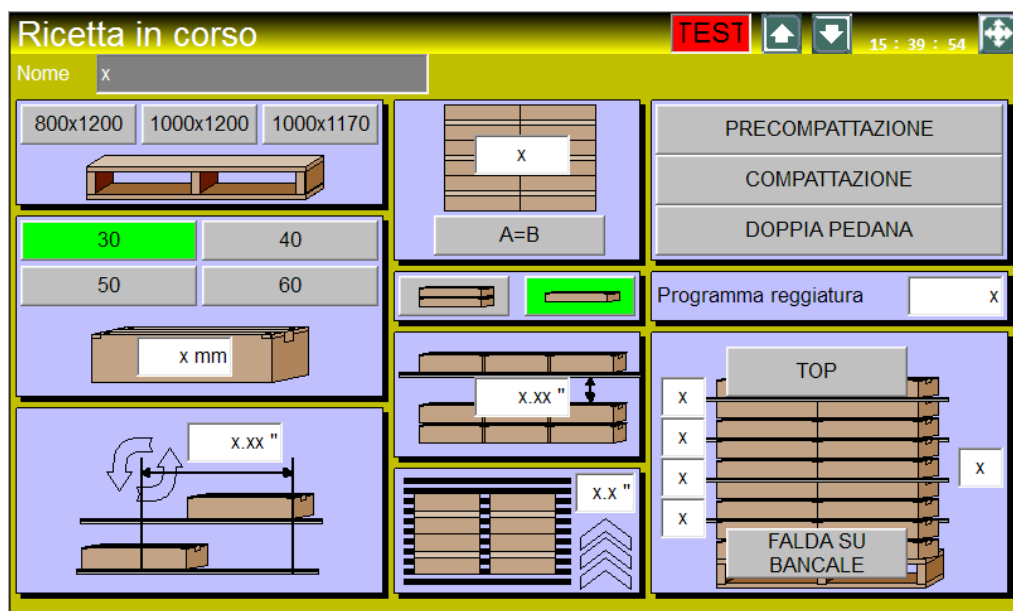 Ricetta in corso
TEST
15 : 39 : 54
Nome
x
800x1200
1000x1200
1000x1170
x
A=B
PRECOMPATTAZIONE
COMPATTAZIONE
DOPPIA PEDANA
30
40
50
60
x mm
Programma reggiatura
x
x.xx "
x.xx "
x.x "
TOP
x
x
x
x
x
FALDA SU
BANCALE